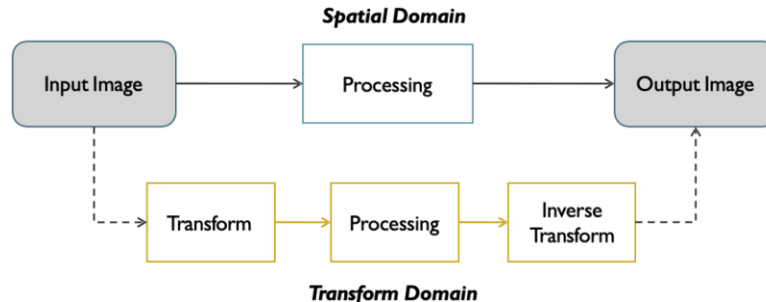 Spatial Domain
Input Image
Processing
Output Image
Transform
Processing
Inverse
Transform
Transform Domain